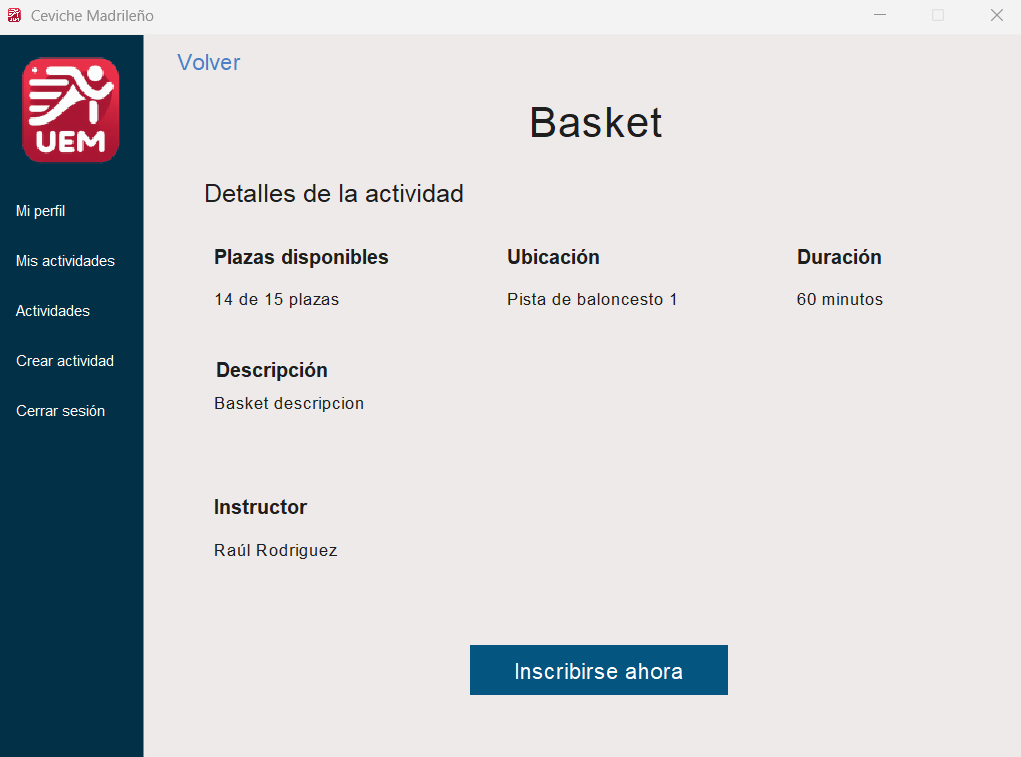 Ceviche Madrileño
UEM
Mi perfil
Mis actividades
Actividades
Crear actividad
Cerrar sesión
Volver
Basket
Detalles de la actividad
Plazas disponibles Ubicación Duración
14 de 15 plazas Pista de baloncesto 1 60 minutos
Descripción
Basket descripcion
Instructor
Raúl Rodriguez
Inscribirse ahora